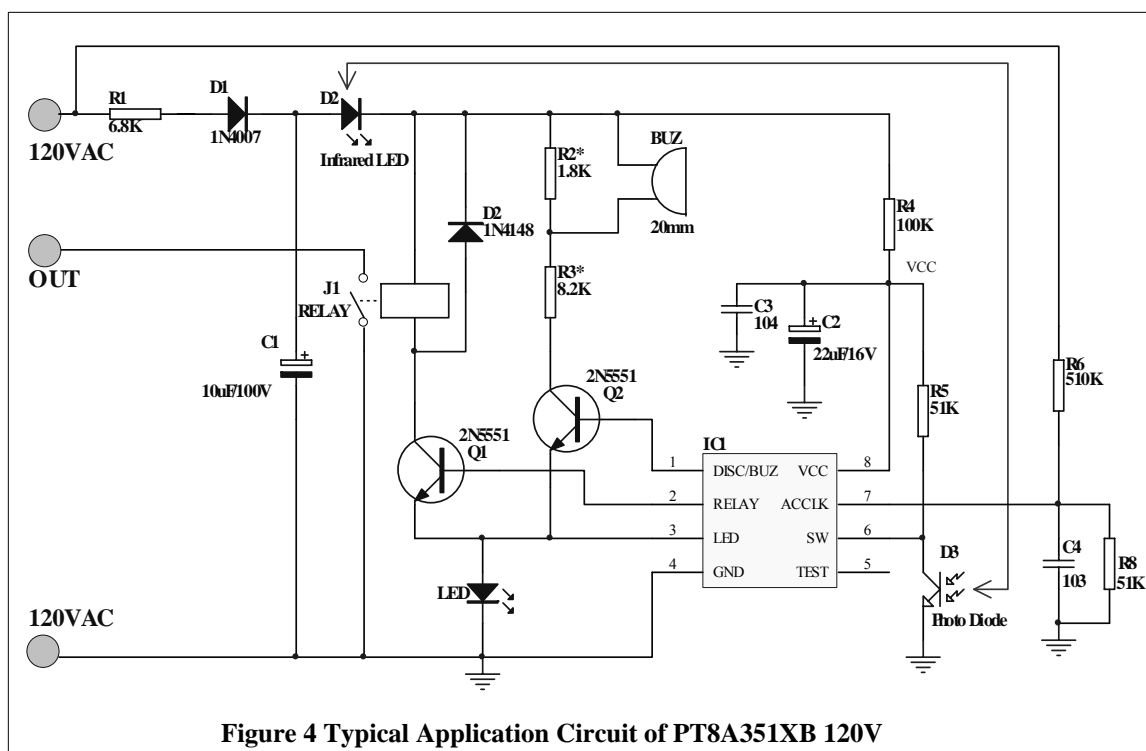 120VAC
R1
6.8K
D1
1N4007
D2
Infrared LED
R2*
1.8K
BUZ
20mm
D2
1N4148
R4
100K
OUT
J1
RELAY
R3*
8.2K
VCC
C3
104
C2
+
22uF/16V
C1
+
10uF/100V
R6
510K
2N5551
Q2
R5
51K
2N5551
Q1
IC1
1 DISC/BUZ VCC 8
2 RELAY ACCLK 7
3 LED SW 6
4 GND TEST 5
D3
Photo Diode
C4
103
R8
51K
LED
120VAC
Figure 4 Typical Application Circuit of PT8A351XB 120V